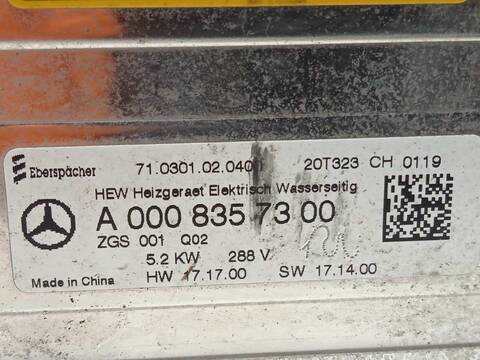 Eberspächer 71.0301.02.0401 20T323 CH 0119
HEW Heizgeraet Elektrisch Wasserseitig
A 000 835 73 00
ZGS 001 Q02
5.2 KW 288 V
Made in China HW 17.17.00 SW 17.14.00